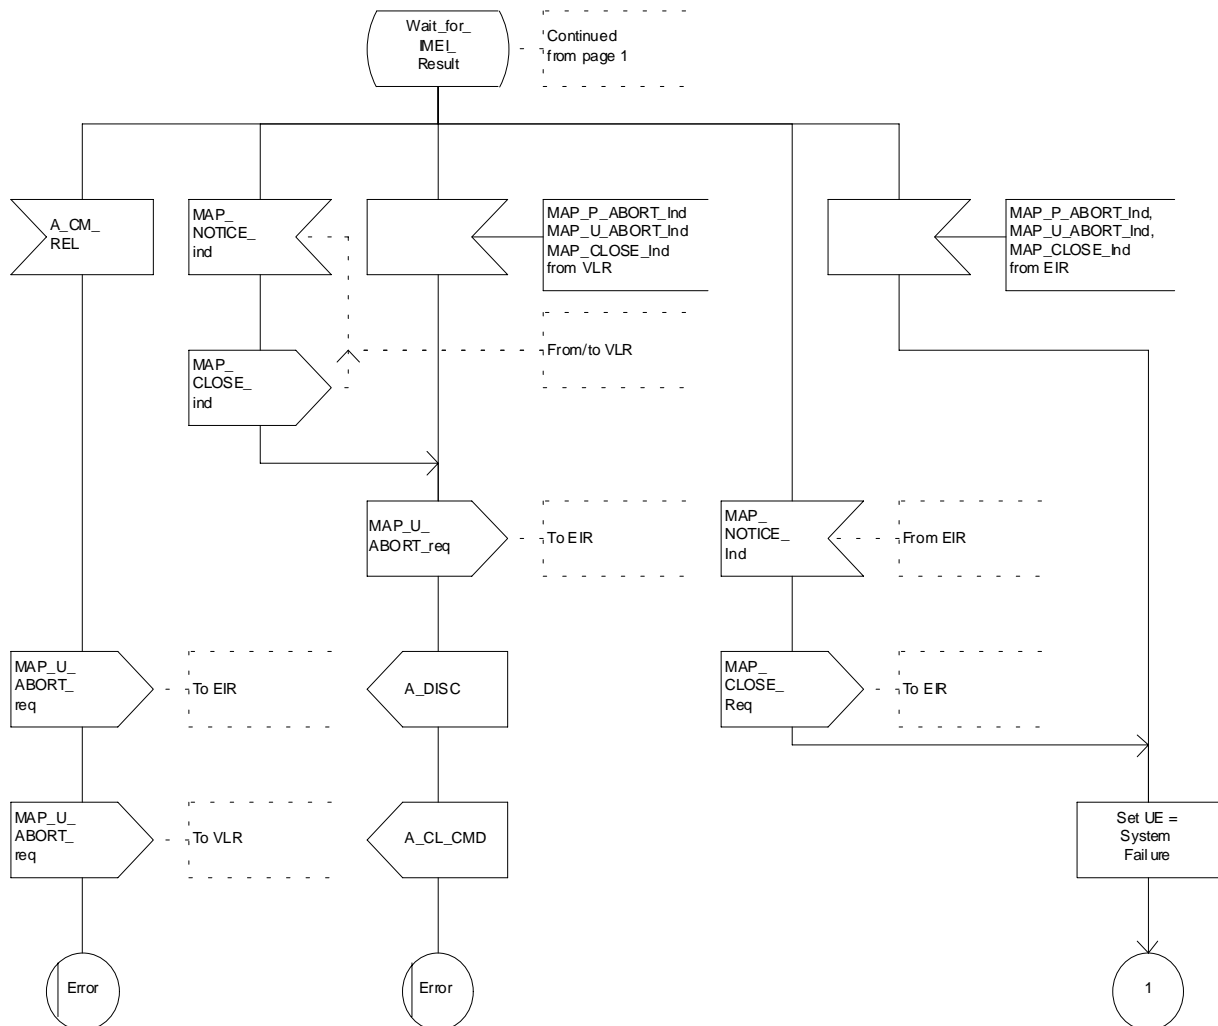 Wait_for_
IMEI_
Result
Continued
from page 1
A_CM_
REL
MAP_
NOTICE_
ind
MAP_P_ABORT_Ind
MAP_U_ABORT_Ind
MAP_CLOSE_Ind
from VLR
MAP_P_ABORT_Ind,
MAP_U_ABORT_Ind,
MAP_CLOSE_Ind
from EIR
MAP_
CLOSE_
ind
From/to VLR
MAP_U_
ABORT_req
To EIR
MAP_
NOTICE_
Ind
From EIR
MAP_U_
ABORT_
req
To EIR
A_DISC
MAP_
CLOSE_
Req
To EIR
MAP_U_
ABORT_
req
To VLR
A_CL_CMD
Set UE =
System
Failure
Error
Error
1